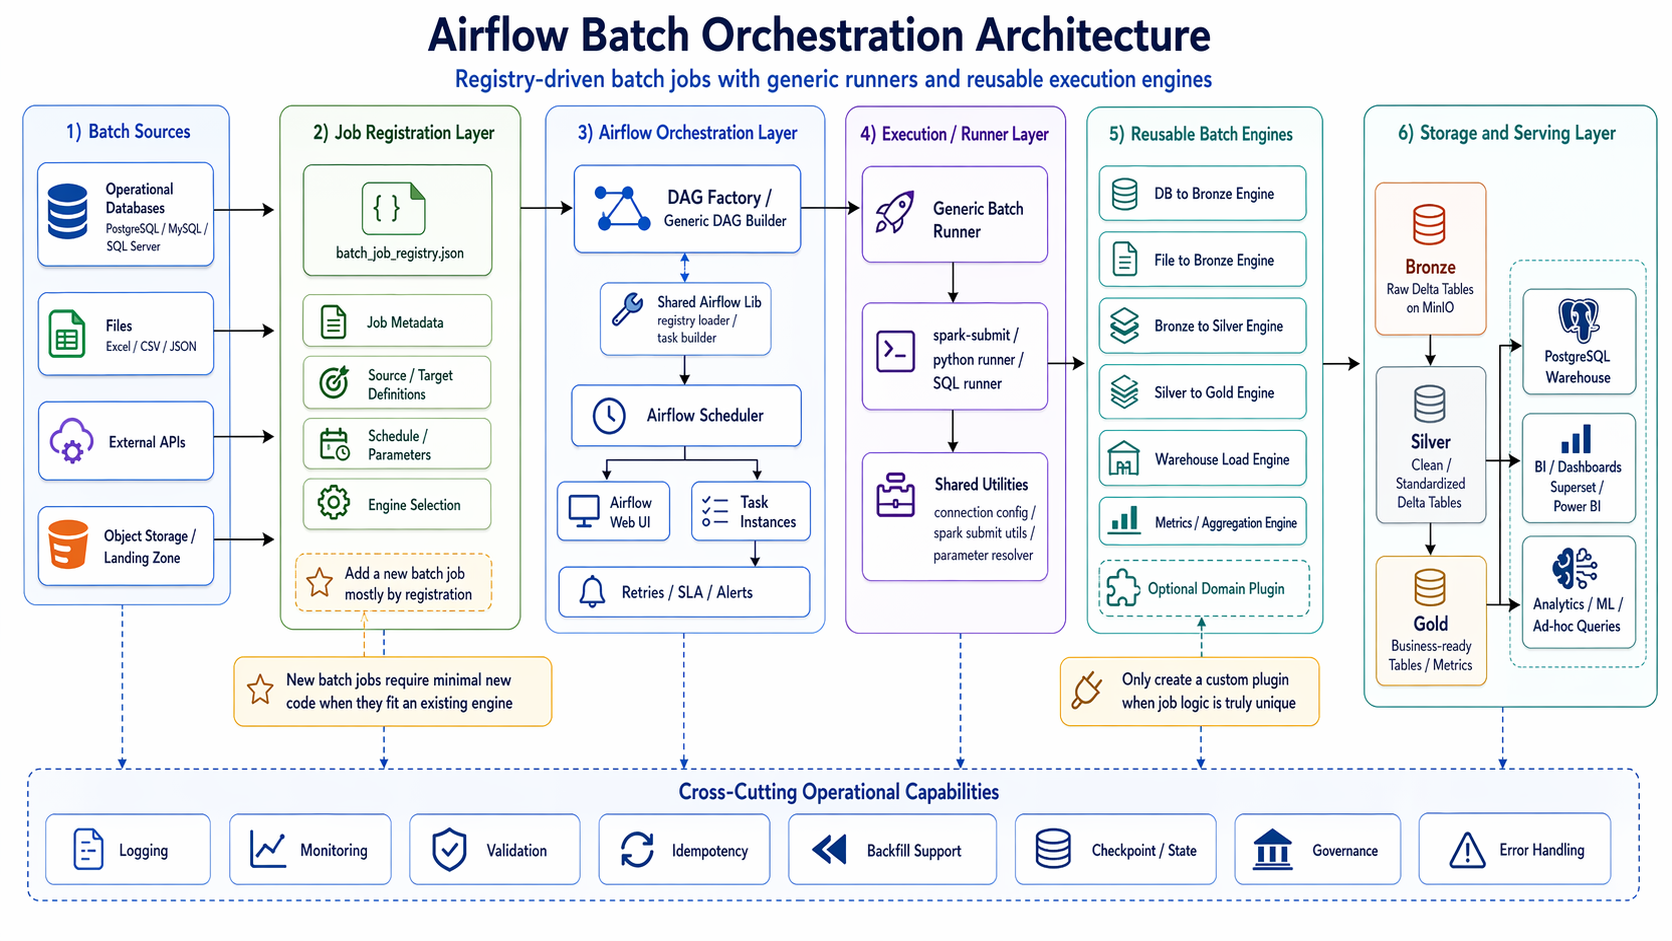 Airflow Batch Orchestration Architecture
Registry-driven batch jobs with generic runners and reusable execution engines
1) Batch Sources
Operational
Databases
PostgreSQL / MySQL /
SQL Server
Files
Excel / CSV / JSON
External APIs
Object Storage /
Landing Zone
2) Job Registration Layer
{ }
batch_job_registry.json
Job Metadata
Source / Target
Definitions
Schedule /
Parameters
Engine Selection
Add a new batch job
mostly by registration
New batch jobs require minimal new
code when they fit an existing engine
3) Airflow Orchestration Layer
DAG Factory /
Generic DAG Builder
Shared Airflow Lib
registry loader /
task builder
Airflow Scheduler
Airflow
Web UI
Task
Instances
Retries / SLA / Alerts
4) Execution / Runner Layer
Generic Batch
Runner
spark-submit /
python runner /
SQL runner
Shared Utilities
connection config /
spark submit utils /
parameter resolver
5) Reusable Batch Engines
DB to Bronze Engine
File to Bronze Engine
Bronze to Silver Engine
Silver to Gold Engine
Warehouse Load Engine
Metrics / Aggregation Engine
Optional Domain Plugin
Only create a custom plugin
when job logic is truly unique
6) Storage and Serving Layer
Bronze
Raw Delta Tables
on MinIO
Silver
Clean /
Standardized
Delta Tables
Gold
Business-ready
Tables / Metrics
PostgreSQL
Warehouse
BI / Dashboards
Superset /
Power BI
Analytics / ML /
Ad-hoc Queries
Cross-Cutting Operational Capabilities
Logging
Monitoring
Validation
Idempotency
Backfill Support
Checkpoint / State
Governance
Error Handling